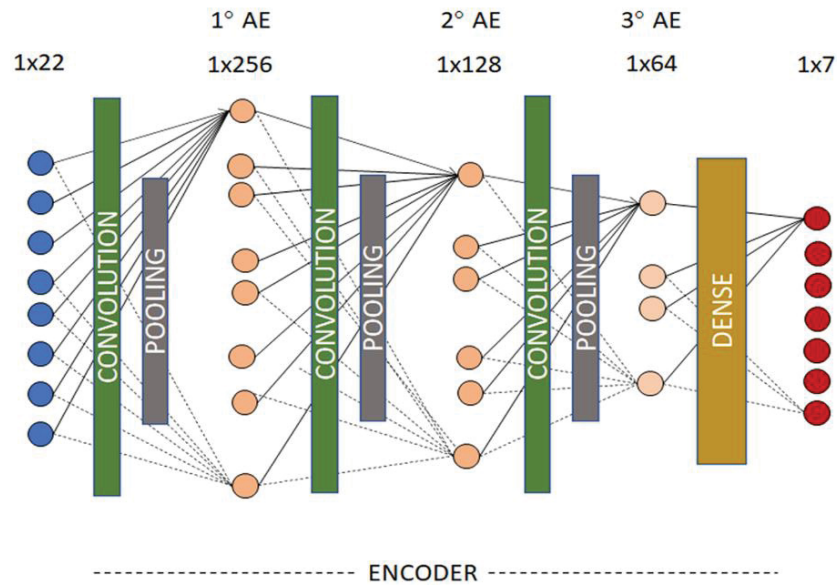 1° AE 2° AE 3° AE
1x22 1x256 1x128 1x64 1x7
CONVOLUTION
POOLING
CONVOLUTION
POOLING
CONVOLUTION
POOLING
DENSE
ENCODER